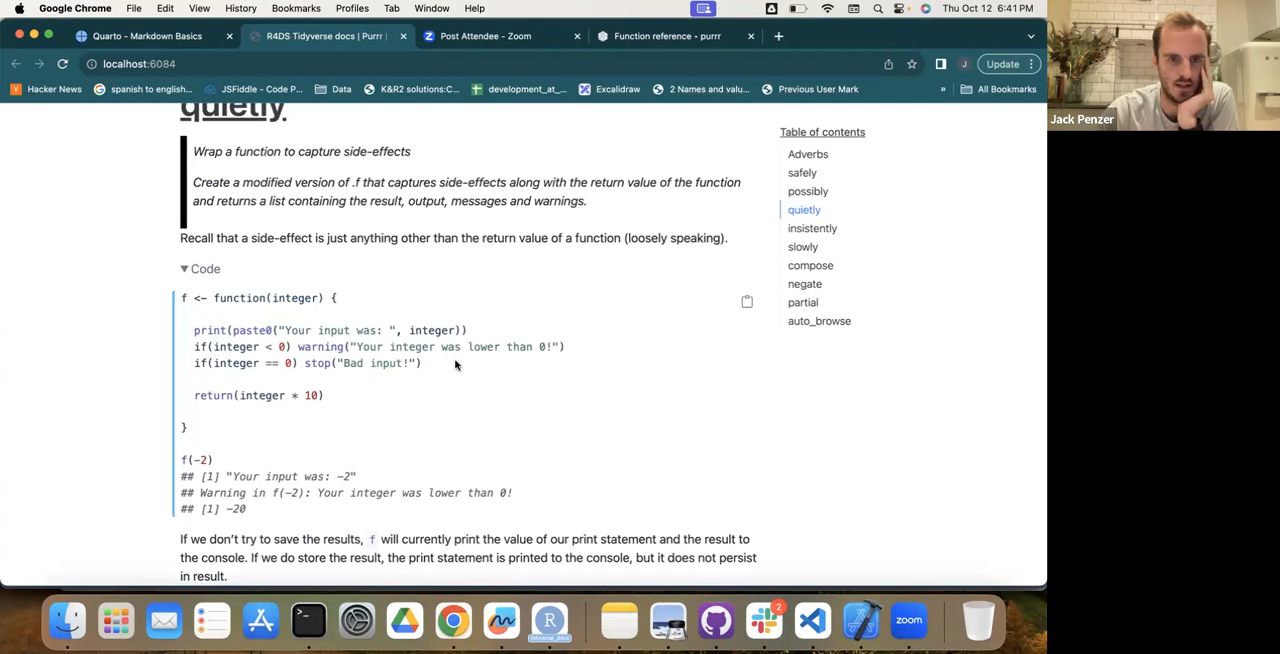 Google Chrome File Edit View History Bookmarks Profiles Tab Window Help Thu Oct 12 6:41 PM
Quarto - Markdown Basics R4DS Tidyverse docs | Purrr | Post Attendee - Zoom Function reference • purrr
localhost:6084 J Update
Hacker News spanish to english... JSFiddle - Code P... Data K&R2 solutions:C... development_at_... Excalidraw 2 Names and valu... Previous User Mark » All Bookmarks
Jack Penzer
quietly
Wrap a function to capture side-effects
Create a modified version of .f that captures side-effects along with the return value of the function
and returns a list containing the result, output, messages and warnings.
Recall that a side-effect is just anything other than the return value of a function (loosely speaking).
Code
f <- function(integer) {
print(paste0("Your input was: ", integer))
if(integer < 0) warning("Your integer was lower than 0!")
if(integer == 0) stop("Bad input!")
return(integer * 10)
}
f(-2)
## [1] "Your input was: -2"
## Warning in f(-2): Your integer was lower than 0!
## [1] -20
If we don't try to save the results, f will currently print the value of our print statement and the result to
the console. If we do store the result, the print statement is printed to the console, but it does not persist
in result.
Table of contents
Adverbs
safely
possibly
quietly
insistently
slowly
compose
negate
partial
auto_browse
R
tidyverse_docs
2
zoom